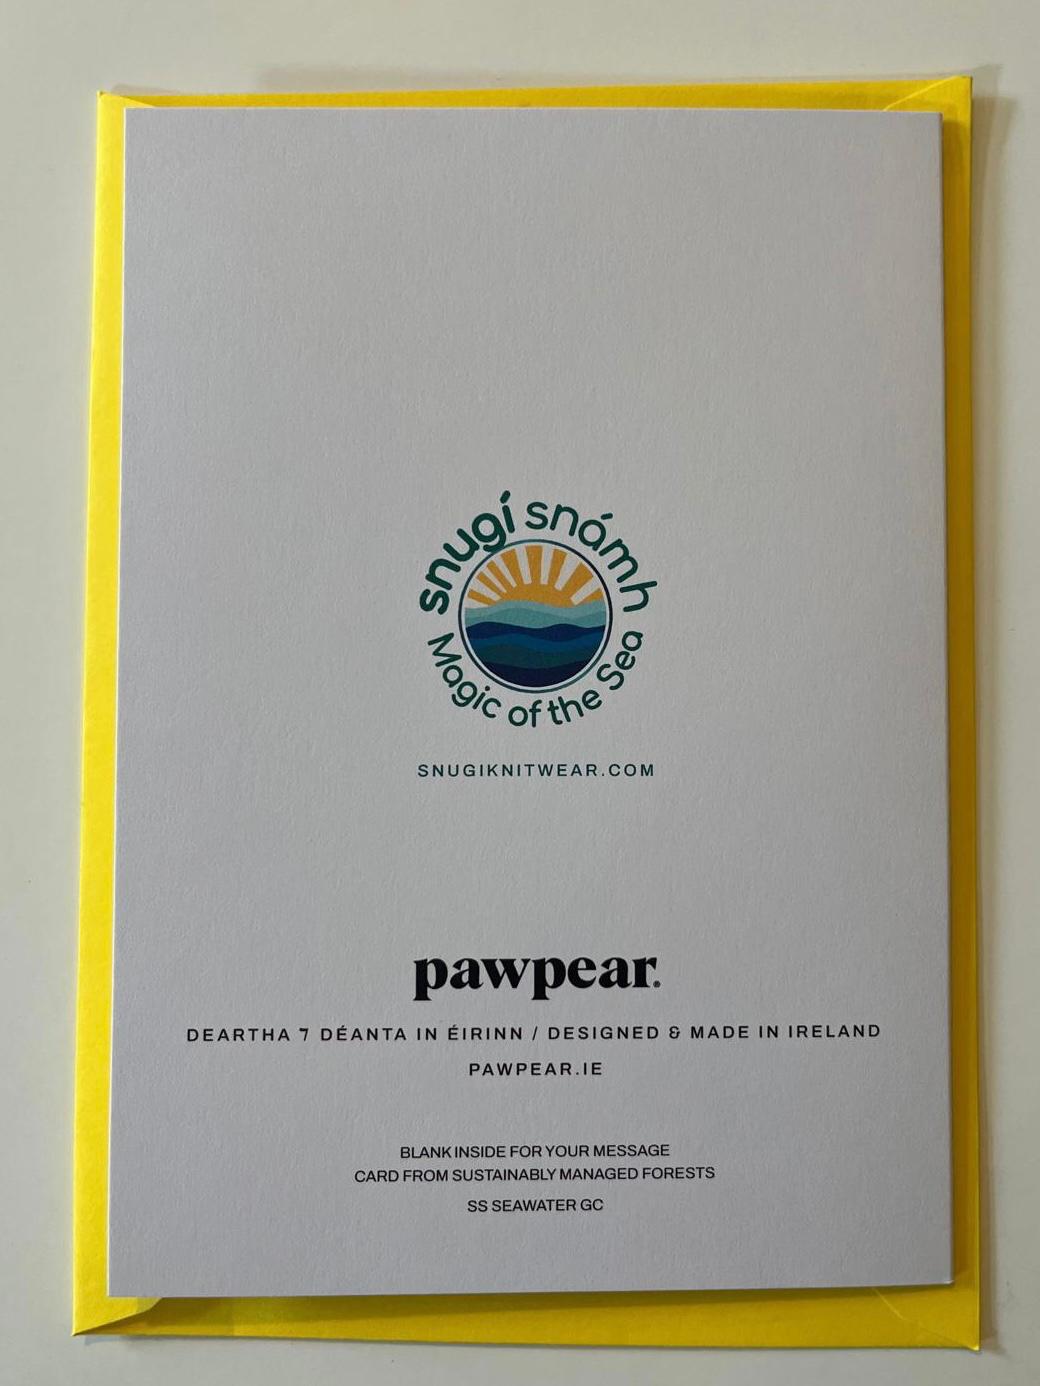 snugí snámh
Magic of the Sea
SNUGIKNITWEAR.COM
pawpear®
DEARTHA ⁊ DÉANTA IN ÉIRINN / DESIGNED & MADE IN IRELAND
PAWPEAR.IE
BLANK INSIDE FOR YOUR MESSAGE
CARD FROM SUSTAINABLY MANAGED FORESTS
SS SEAWATER GC